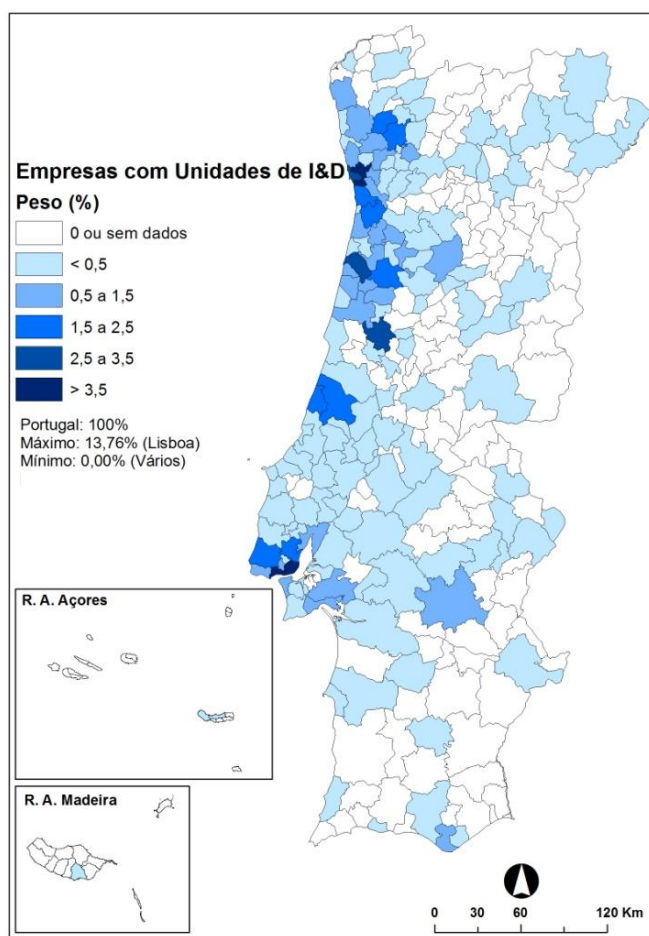 Empresas com Unidades de I&D
Peso (%)
0 ou sem dados
< 0,5
0,5 a 1,5
1,5 a 2,5
2,5 a 3,5
> 3,5
Portugal: 100%
Máximo: 13,76% (Lisboa)
Mínimo: 0,00% (Vários)
R. A. Açores
R. A. Madeira
0 30 60 120 Km